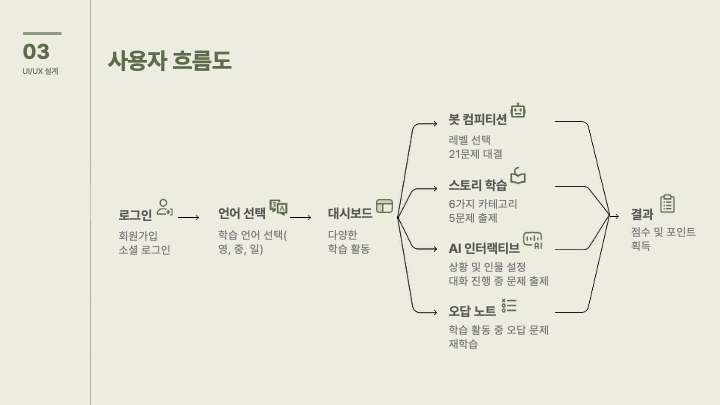 03
UI/UX 설계
사용자 흐름도
로그인
회원가입
소셜 로그인
언어 선택
학습 언어 선택(
영, 중, 일)
대시보드
다양한
학습 활동
봇 컴피티션
레벨 선택
21문제 대결
스토리 학습
6가지 카테고리
5문제 출제
AI 인터랙티브
AI
상황 및 인물 설정
대화 진행 중 문제 출제
오답 노트
학습 활동 중 오답 문제
재학습
결과
점수 및 포인트
획득